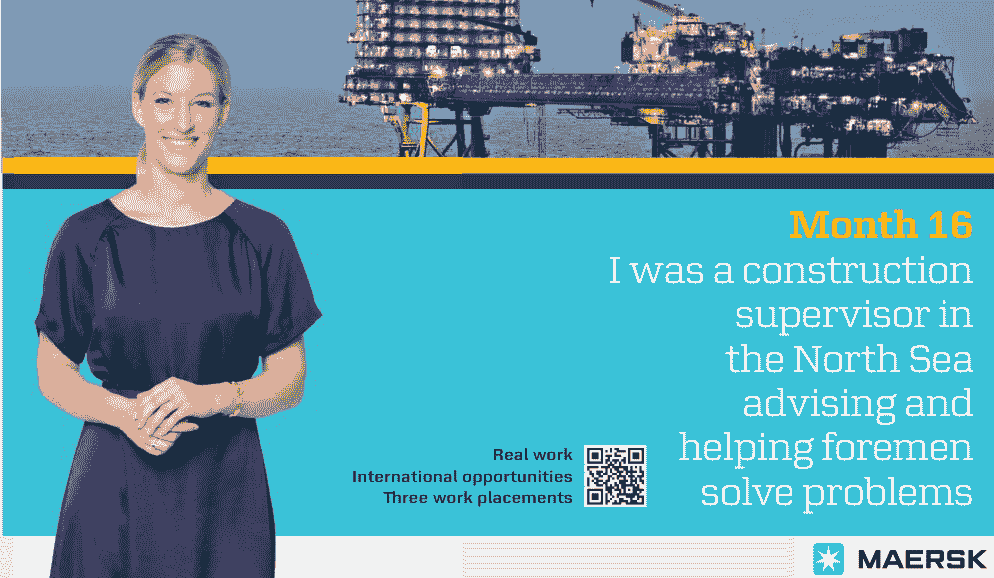 Month 16
I was a construction
supervisor in
the North Sea
advising and
helping foremen
solve problems
Real work
International opportunities
Three work placements
MAERSK